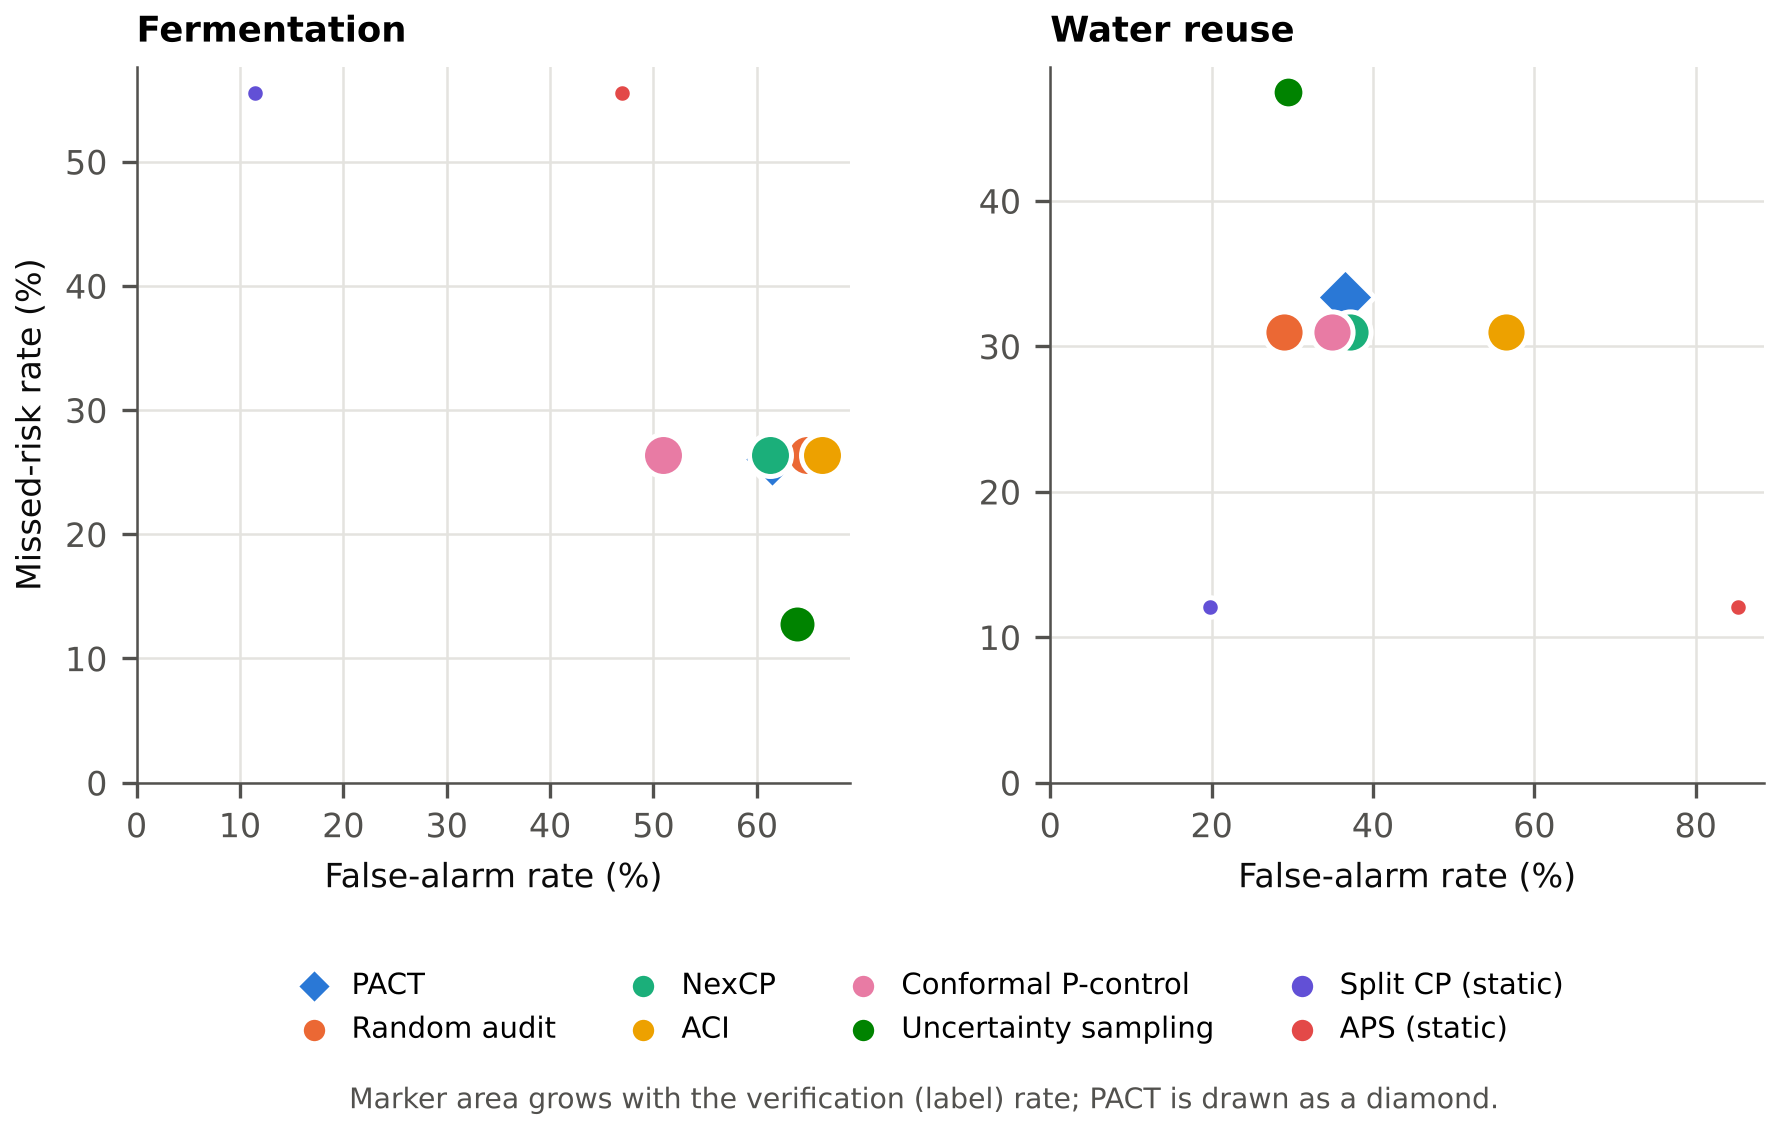 Fermentation
Water reuse
Missed-risk rate (%)
50
40
30
20
10
0
0 10 20 30 40 50 60
False-alarm rate (%)
40
30
20
10
0
0 20 40 60 80
False-alarm rate (%)
PACT NexCP Conformal P-control Split CP (static)
Random audit ACI Uncertainty sampling APS (static)
Marker area grows with the verification (label) rate; PACT is drawn as a diamond.